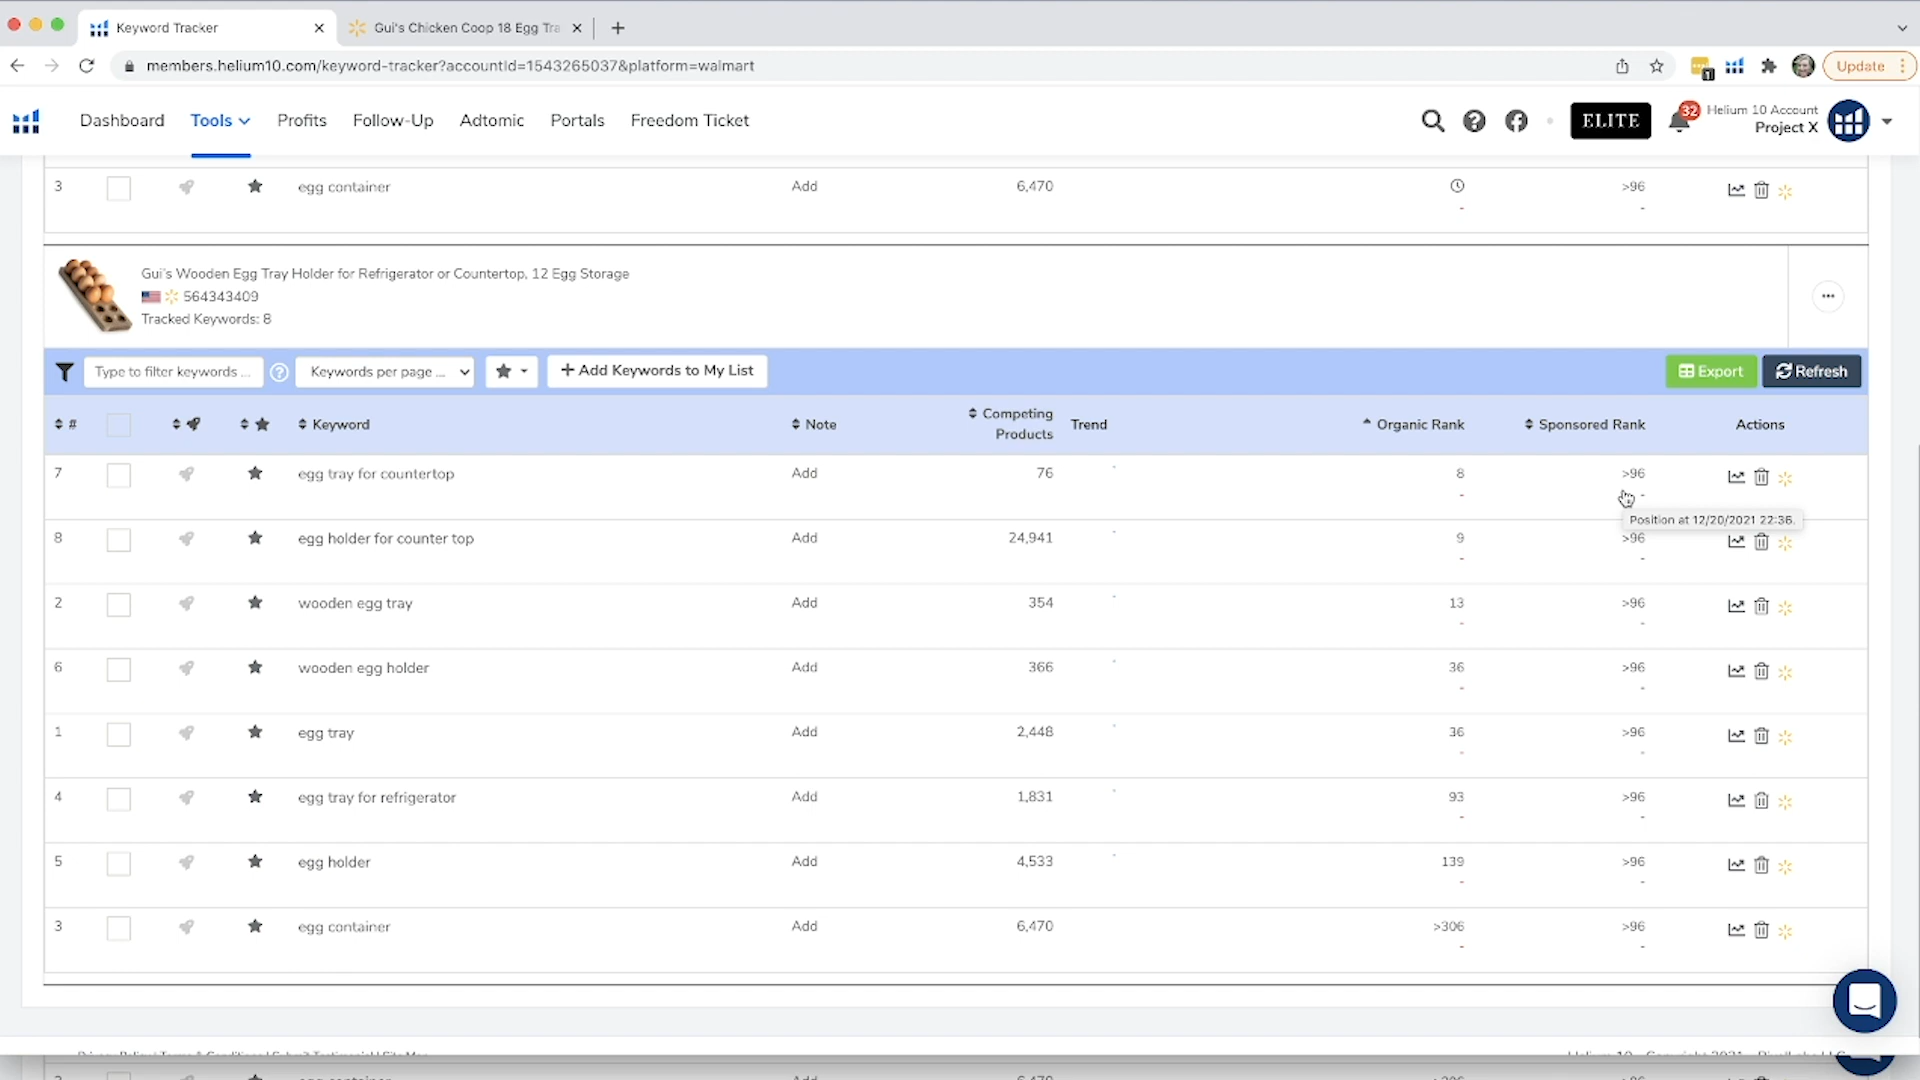 Keyword Tracker
Gui's Chicken Coop 18 Egg Tra
members.helium10.com/keyword-tracker?accountId=1543265037&platform=walmart
1
Update
Dashboard
Tools
Profits
Follow-Up
Adtomic
Portals
Freedom Ticket
ELITE
32
Helium 10 Account
Project X
3 egg container Add 6,470 >96
- -
Gui's Wooden Egg Tray Holder for Refrigerator or Countertop, 12 Egg Storage
564343409
Tracked Keywords: 8
Type to filter keywords ...
Keywords per page ...
+ Add Keywords to My List
Export
Refresh
# Keyword Note Competing Products Trend Organic Rank Sponsored Rank Actions
7 egg tray for countertop Add 76 8 >96
- -
Position at 12/20/2021 22:36.
8 egg holder for counter top Add 24,941 9 >96
- -
2 wooden egg tray Add 354 13 >96
- -
6 wooden egg holder Add 366 36 >96
- -
1 egg tray Add 2,448 36 >96
- -
4 egg tray for refrigerator Add 1,831 93 >96
- -
5 egg holder Add 4,533 139 >96
- -
3 egg container Add 6,470 >306 >96
- -